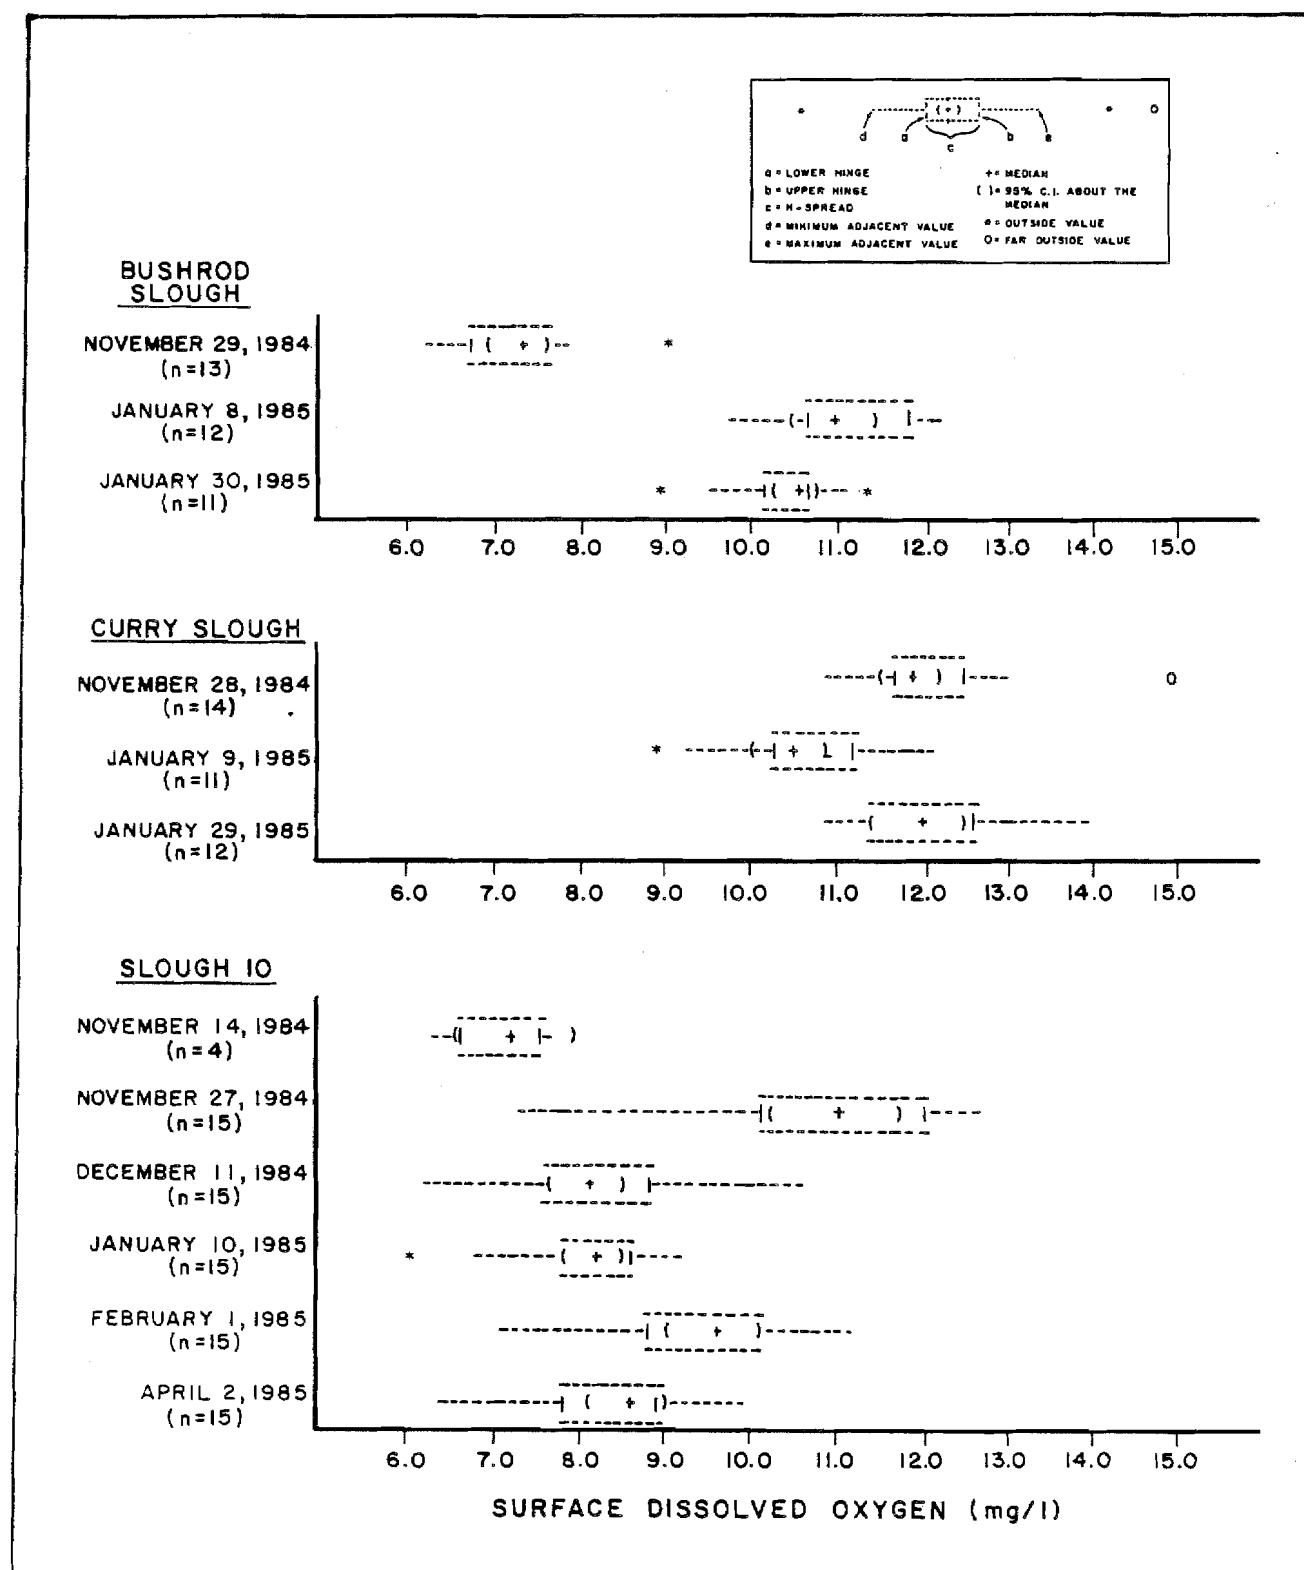 d a c b e
a = LOWER HINGE
b = UPPER HINGE
c = H-SPREAD
d = MINIMUM ADJACENT VALUE
e = MAXIMUM ADJACENT VALUE
+ = MEDIAN
( ) = 95% C.I. ABOUT THE
MEDIAN
* = OUTSIDE VALUE
O = FAR OUTSIDE VALUE
BUSHROD
SLOUGH
NOVEMBER 29, 1984
(n=13)
JANUARY 8, 1985
(n=12)
JANUARY 30, 1985
(n=11)
6.0 7.0 8.0 9.0 10.0 11.0 12.0 13.0 14.0 15.0
CURRY SLOUGH
NOVEMBER 28, 1984
(n=14)
JANUARY 9, 1985
(n=11)
JANUARY 29, 1985
(n=12)
6.0 7.0 8.0 9.0 10.0 11.0 12.0 13.0 14.0 15.0
SLOUGH 10
NOVEMBER 14, 1984
(n=4)
NOVEMBER 27, 1984
(n=15)
DECEMBER 11, 1984
(n=15)
JANUARY 10, 1985
(n=15)
FEBRUARY 1, 1985
(n=15)
APRIL 2, 1985
(n=15)
6.0 7.0 8.0 9.0 10.0 11.0 12.0 13.0 14.0 15.0
SURFACE DISSOLVED OXYGEN (mg/l)